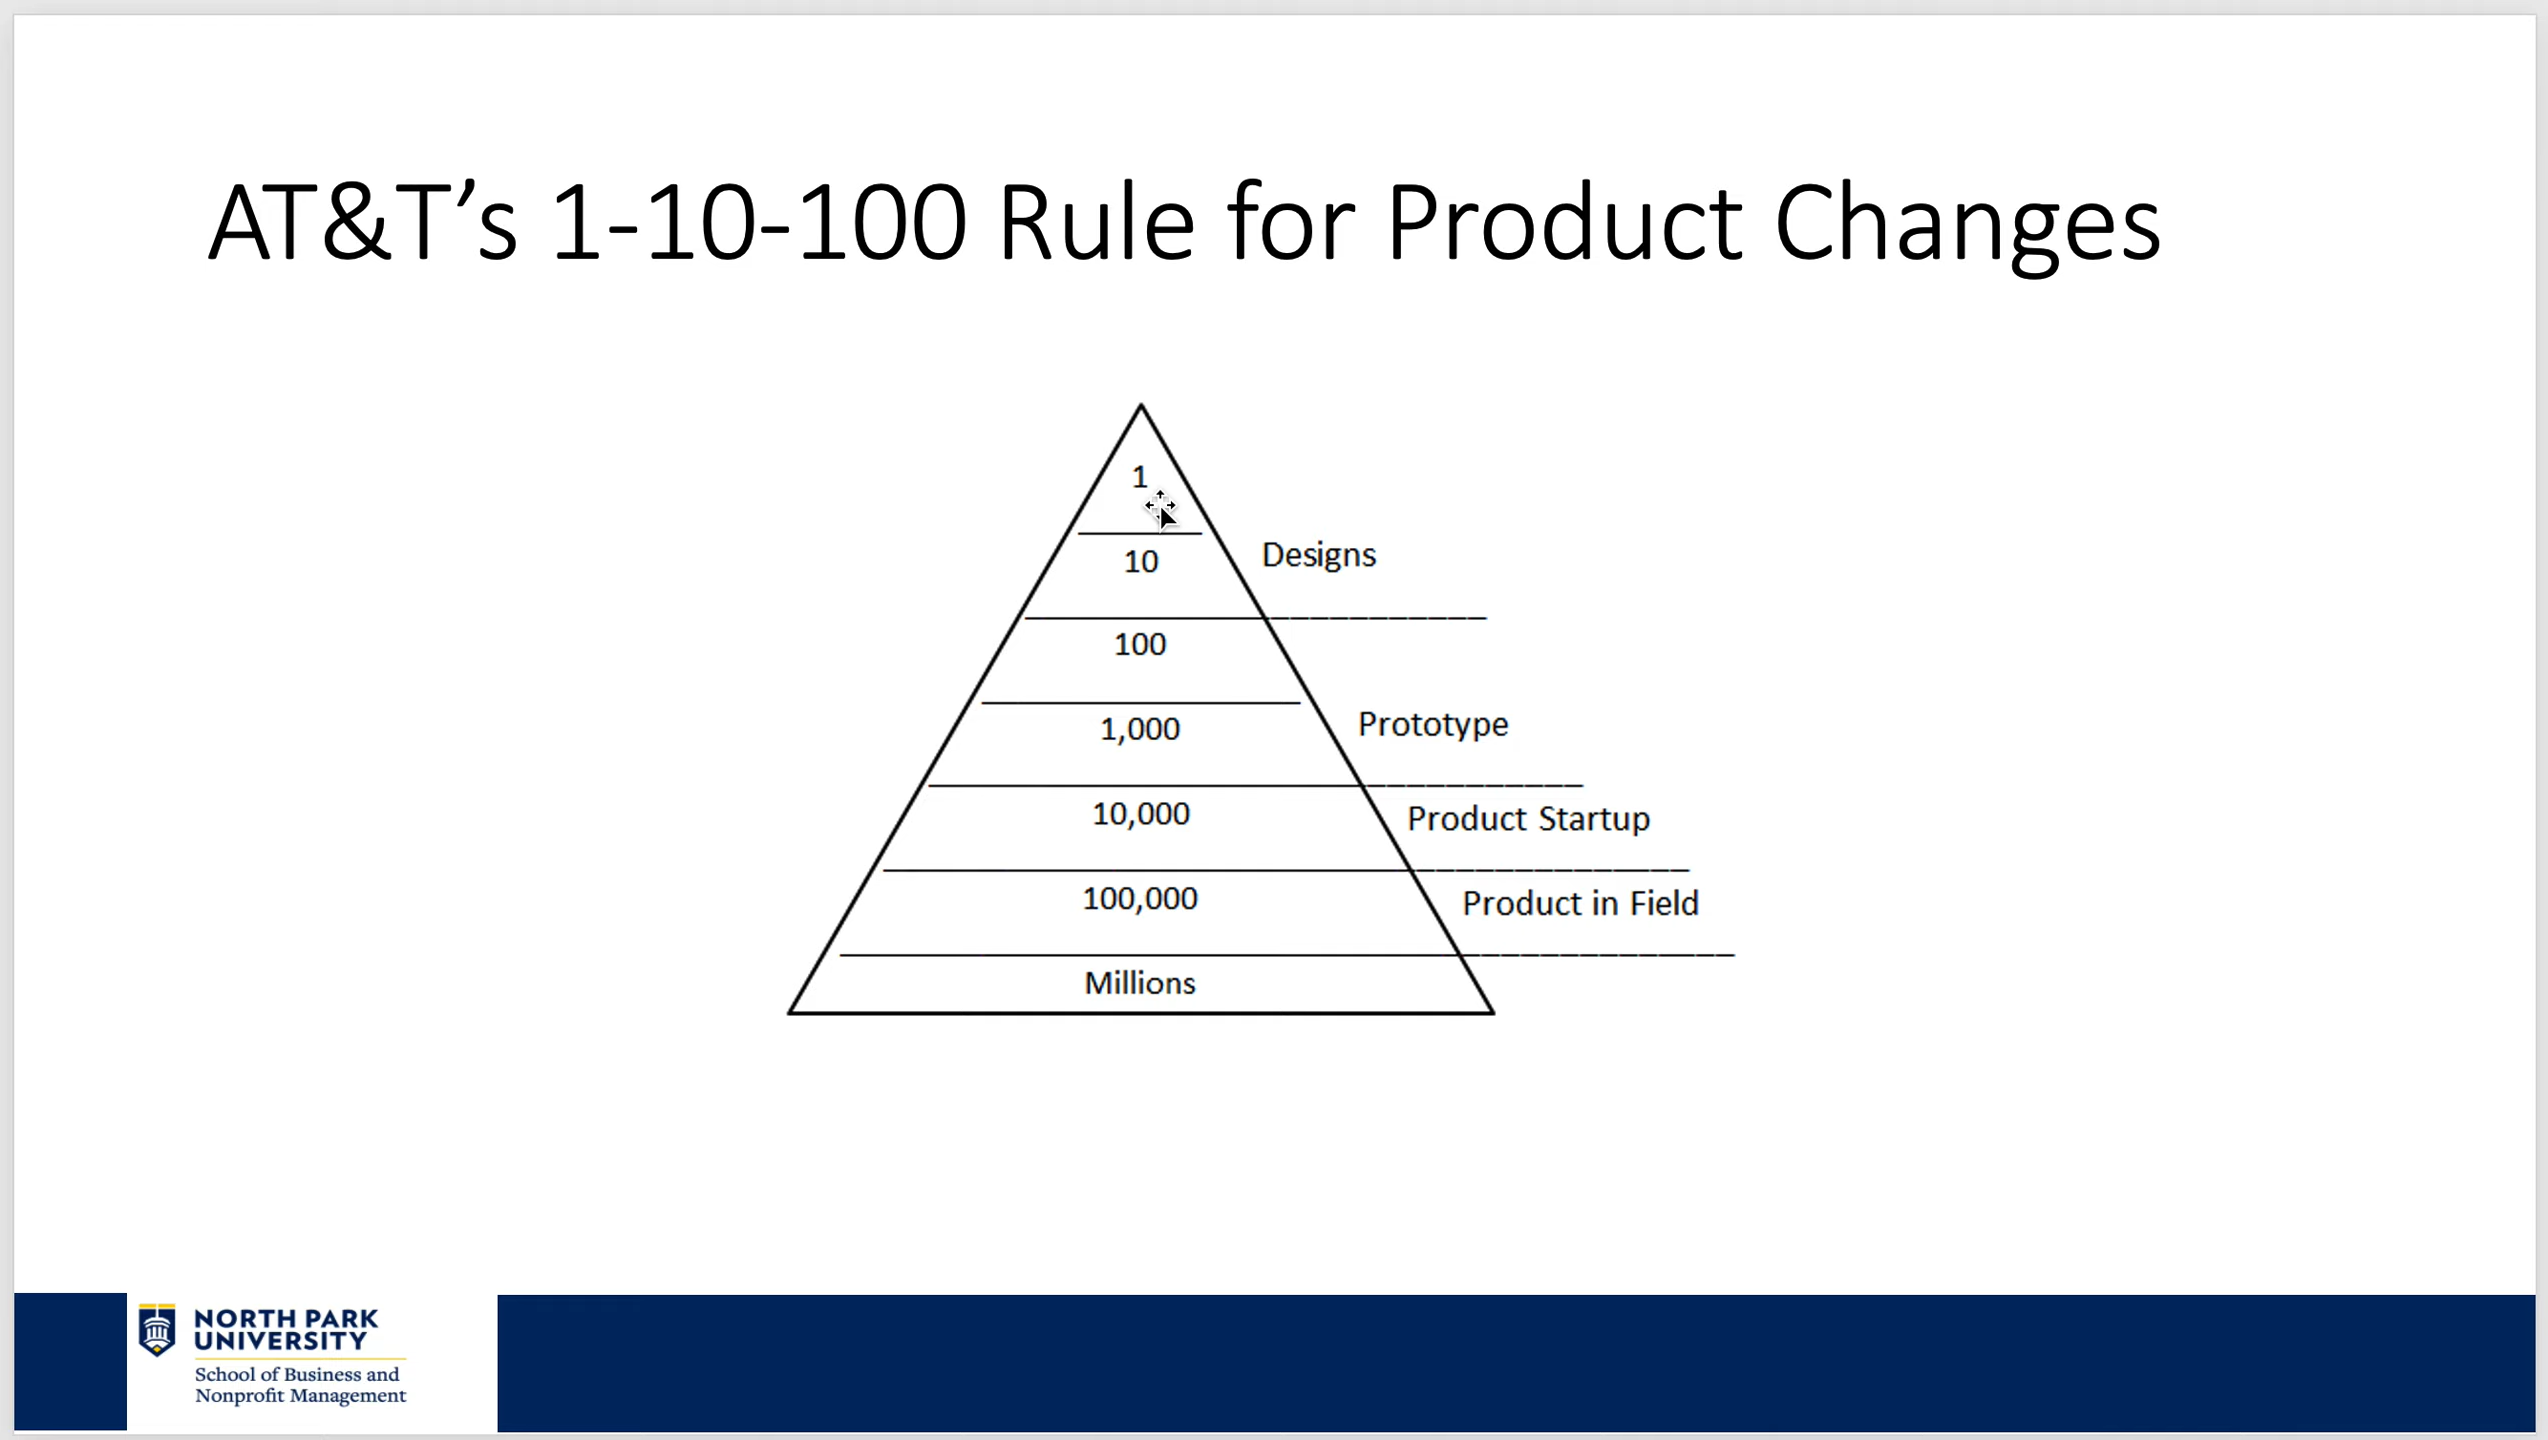 AT&T’s 1-10-100 Rule for Product Changes
1
10
Designs
100
1,000
Prototype
10,000
Product Startup
100,000
Product in Field
Millions
NORTH PARK
UNIVERSITY
School of Business and
Nonprofit Management